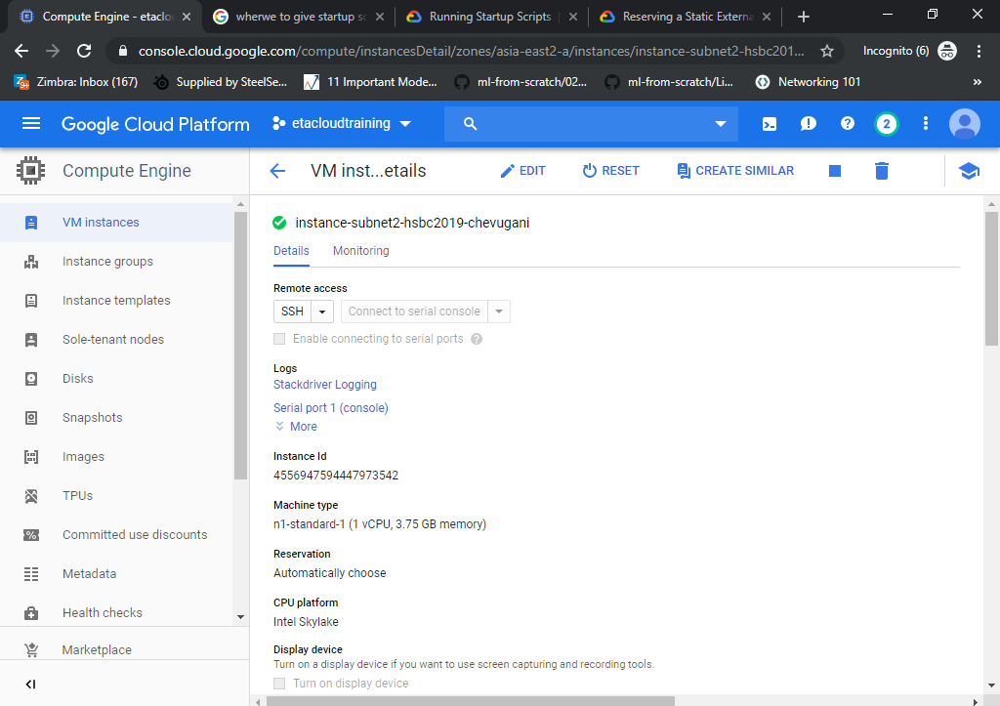 Compute Engine - etaclo
wherwe to give startup sc
Running Startup Scripts
Reserving a Static Externa
console.cloud.google.com/compute/instancesDetail/zones/asia-east2-a/instances/instance-subnet2-hsbc201...
Incognito (6)
Zimbra: Inbox (167)
Supplied by SteelSe...
11 Important Mode...
ml-from-scratch/02...
ml-from-scratch/Li...
Networking 101
»
Google Cloud Platform
etacloudtraining
2
Compute Engine
VM inst...etails
EDIT
RESET
CREATE SIMILAR
VM instances
Instance groups
Instance templates
Sole-tenant nodes
Disks
Snapshots
Images
TPUs
Committed use discounts
Metadata
Health checks
Marketplace
instance-subnet2-hsbc2019-chevugani
Details
Monitoring
Remote access
SSH
Connect to serial console
Enable connecting to serial ports
Logs
Stackdriver Logging
Serial port 1 (console)
More
Instance Id
4556947594447973542
Machine type
n1-standard-1 (1 vCPU, 3.75 GB memory)
Reservation
Automatically choose
CPU platform
Intel Skylake
Display device
Turn on a display device if you want to use screen capturing and recording tools.
Turn on display device